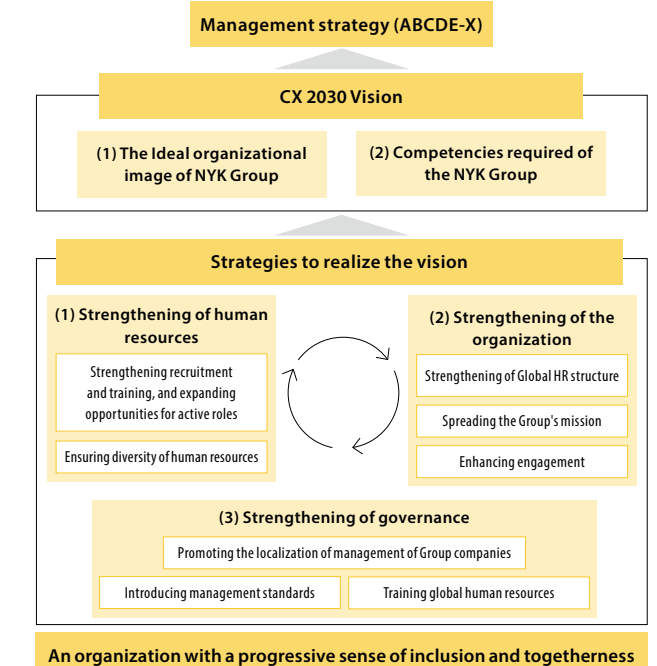 Management strategy (ABCDE-X)
CX 2030 Vision
(1) The Ideal organizational
image of NYK Group
(2) Competencies required of
the NYK Group
Strategies to realize the vision
(1) Strengthening of human
resources
Strengthening recruitment
and training, and expanding
opportunities for active roles
Ensuring diversity of human resources
(2) Strengthening of the
organization
Strengthening of Global HR structure
Spreading the Group's mission
Enhancing engagement
(3) Strengthening of governance
Promoting the localization of management of Group companies
Introducing management standards
Training global human resources
An organization with a progressive sense of inclusion and togetherness